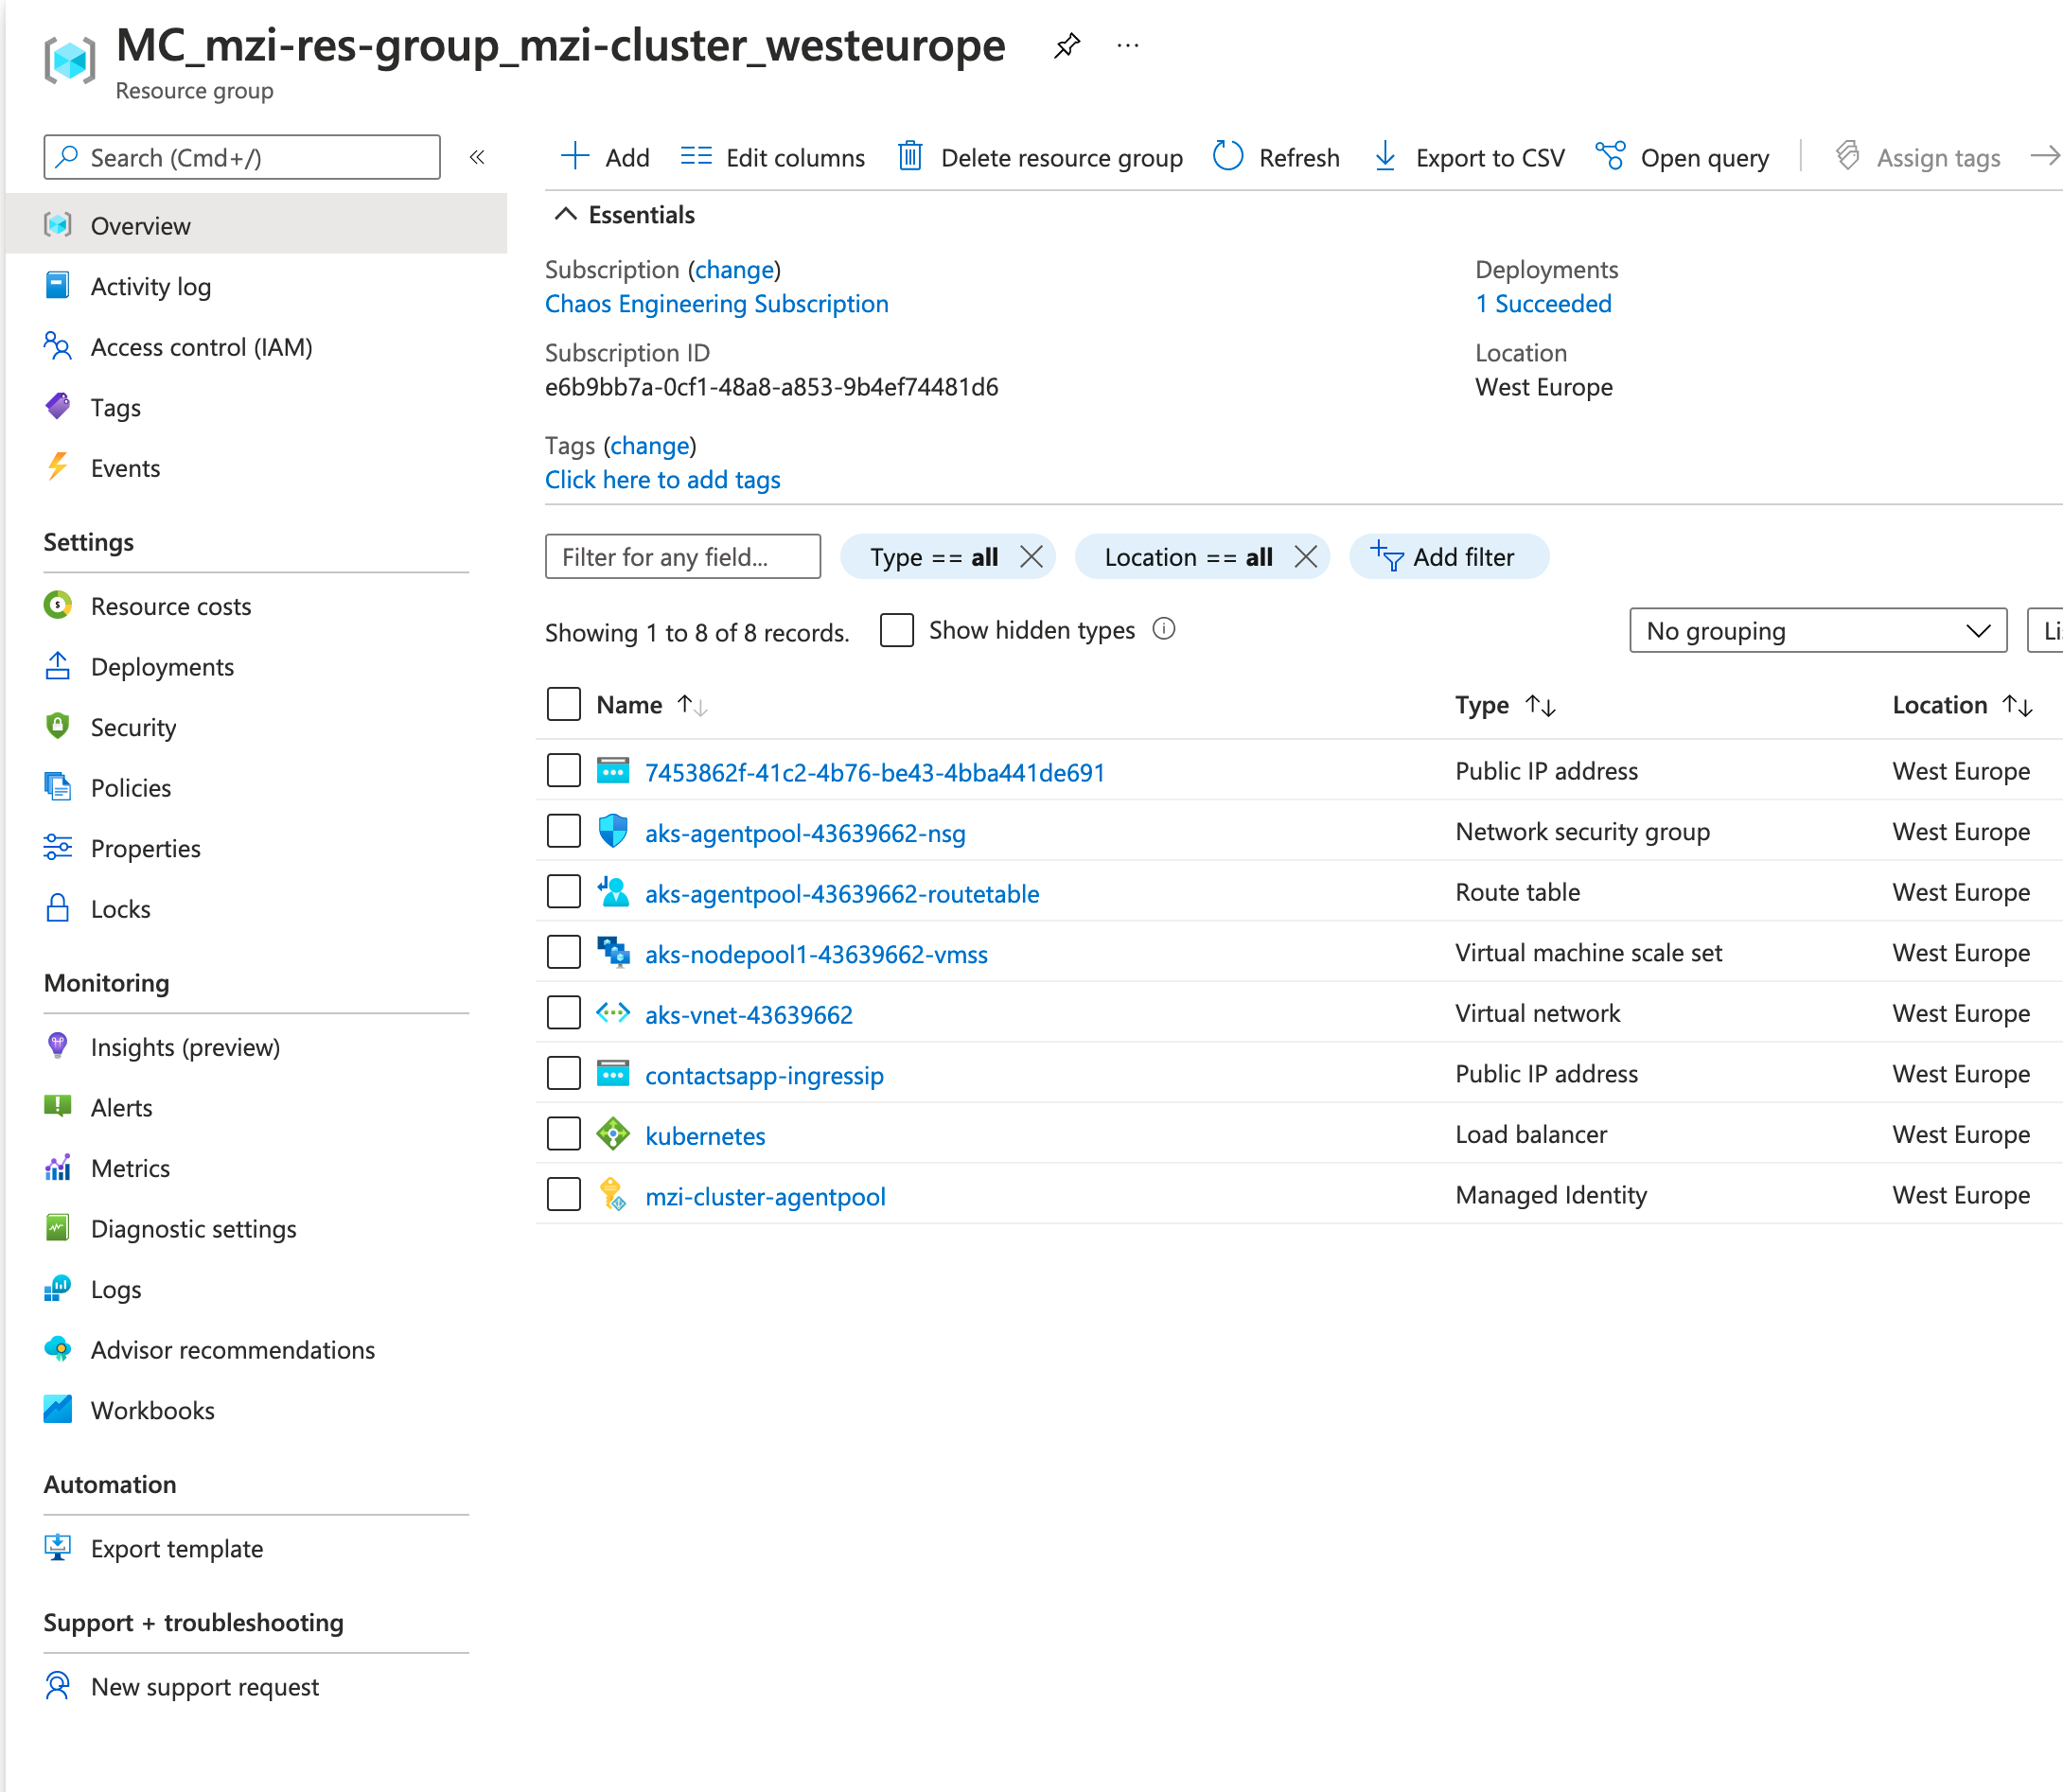 MC_mzi-res-group_mzi-cluster_westeurope
Resource group
Search (Cmd+/)
Overview
Activity log
Access control (IAM)
Tags
Events
Settings
Resource costs
Deployments
Security
Policies
Properties
Locks
Monitoring
Insights (preview)
Alerts
Metrics
Diagnostic settings
Logs
Advisor recommendations
Workbooks
Automation
Export template
Support + troubleshooting
New support request
Add Edit columns Delete resource group Refresh Export to CSV Open query Assign tags
Essentials
Subscription (change)
Chaos Engineering Subscription
Subscription ID
e6b9bb7a-0cf1-48a8-a853-9b4ef74481d6
Tags (change)
Click here to add tags
Deployments
1 Succeeded
Location
West Europe
Filter for any field... Type == all Location == all Add filter
Showing 1 to 8 of 8 records. Show hidden types No grouping
Name Type Location
7453862f-41c2-4b76-be43-4bba441de691 Public IP address West Europe
aks-agentpool-43639662-nsg Network security group West Europe
aks-agentpool-43639662-routetable Route table West Europe
aks-nodepool1-43639662-vmss Virtual machine scale set West Europe
aks-vnet-43639662 Virtual network West Europe
contactsapp-ingressip Public IP address West Europe
kubernetes Load balancer West Europe
mzi-cluster-agentpool Managed Identity West Europe